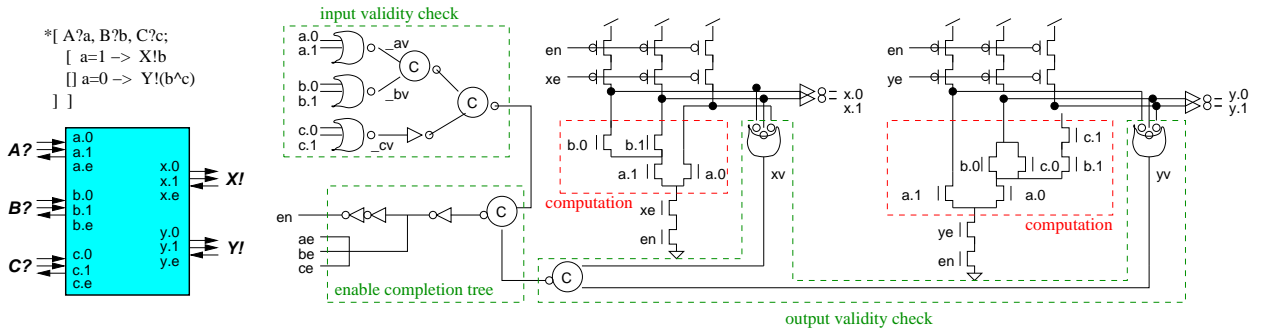 *[ A?a, B?b, C?c;
[ a=1 −> X!b
[] a=0 −> Y!(b^c)
] ]
A?
B?
C?
a.0
a.1
a.e
b.0
b.1
b.e
c.0
c.1
c.e
x.0
x.1
x.e
y.0
y.1
y.e
X!
Y!
input validity check
a.0
a.1
_av
b.0
b.1
_bv
c.0
c.1
_cv
C
C
en
ae
be
ce
C
enable completion tree
en
xe
x.0
x.1
b.0
b.1
a.1
a.0
computation
xv
xe
en
C
en
ye
y.0
y.1
c.1
b.0
c.0
b.1
a.1
a.0
computation
yv
ye
en
output validity check